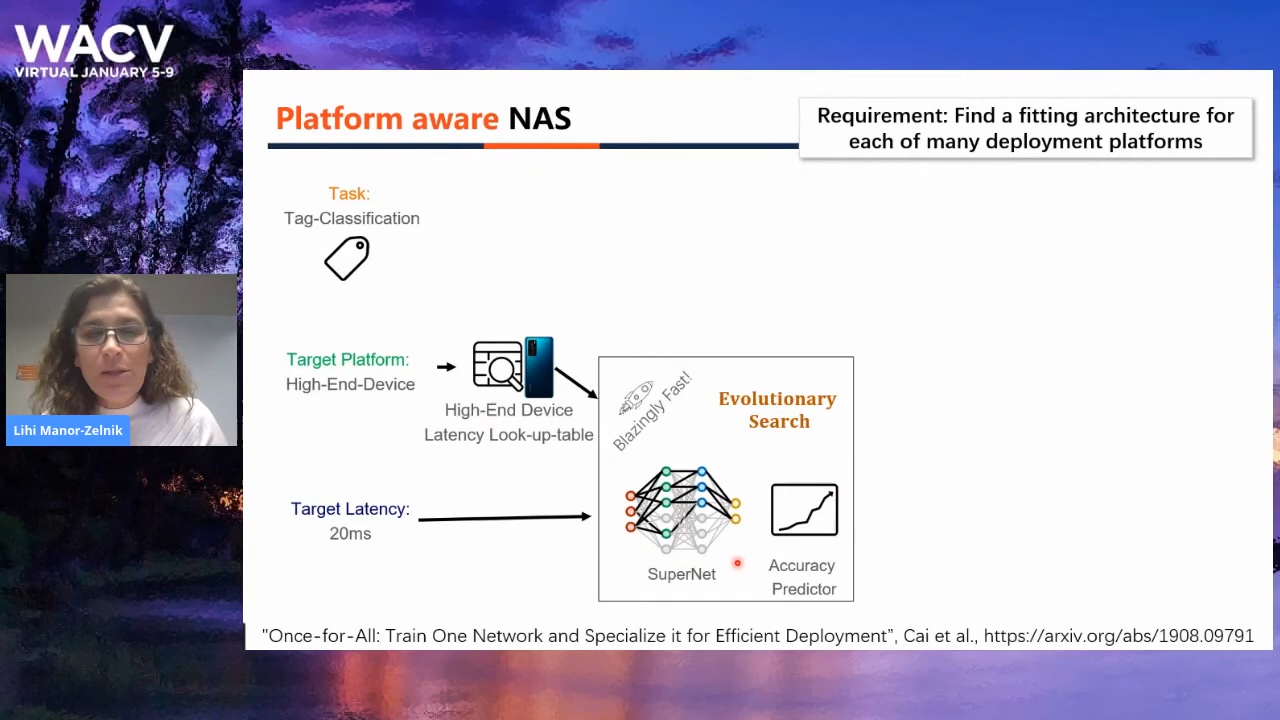 WACV
VIRTUAL JANUARY 5-9
Platform aware NAS
Requirement: Find a fitting architecture for
each of many deployment platforms
Task:
Tag-Classification
Target Platform:
High-End-Device
High-End Device
Latency Look-up-table
Blazingly Fast!
Evolutionary
Search
Lihi Manor-Zelnik
Target Latency:
20ms
SuperNet
Accuracy
Predictor
"Once-for-All: Train One Network and Specialize it for Efficient Deployment”, Cai et al., https://arxiv.org/abs/1908.09791